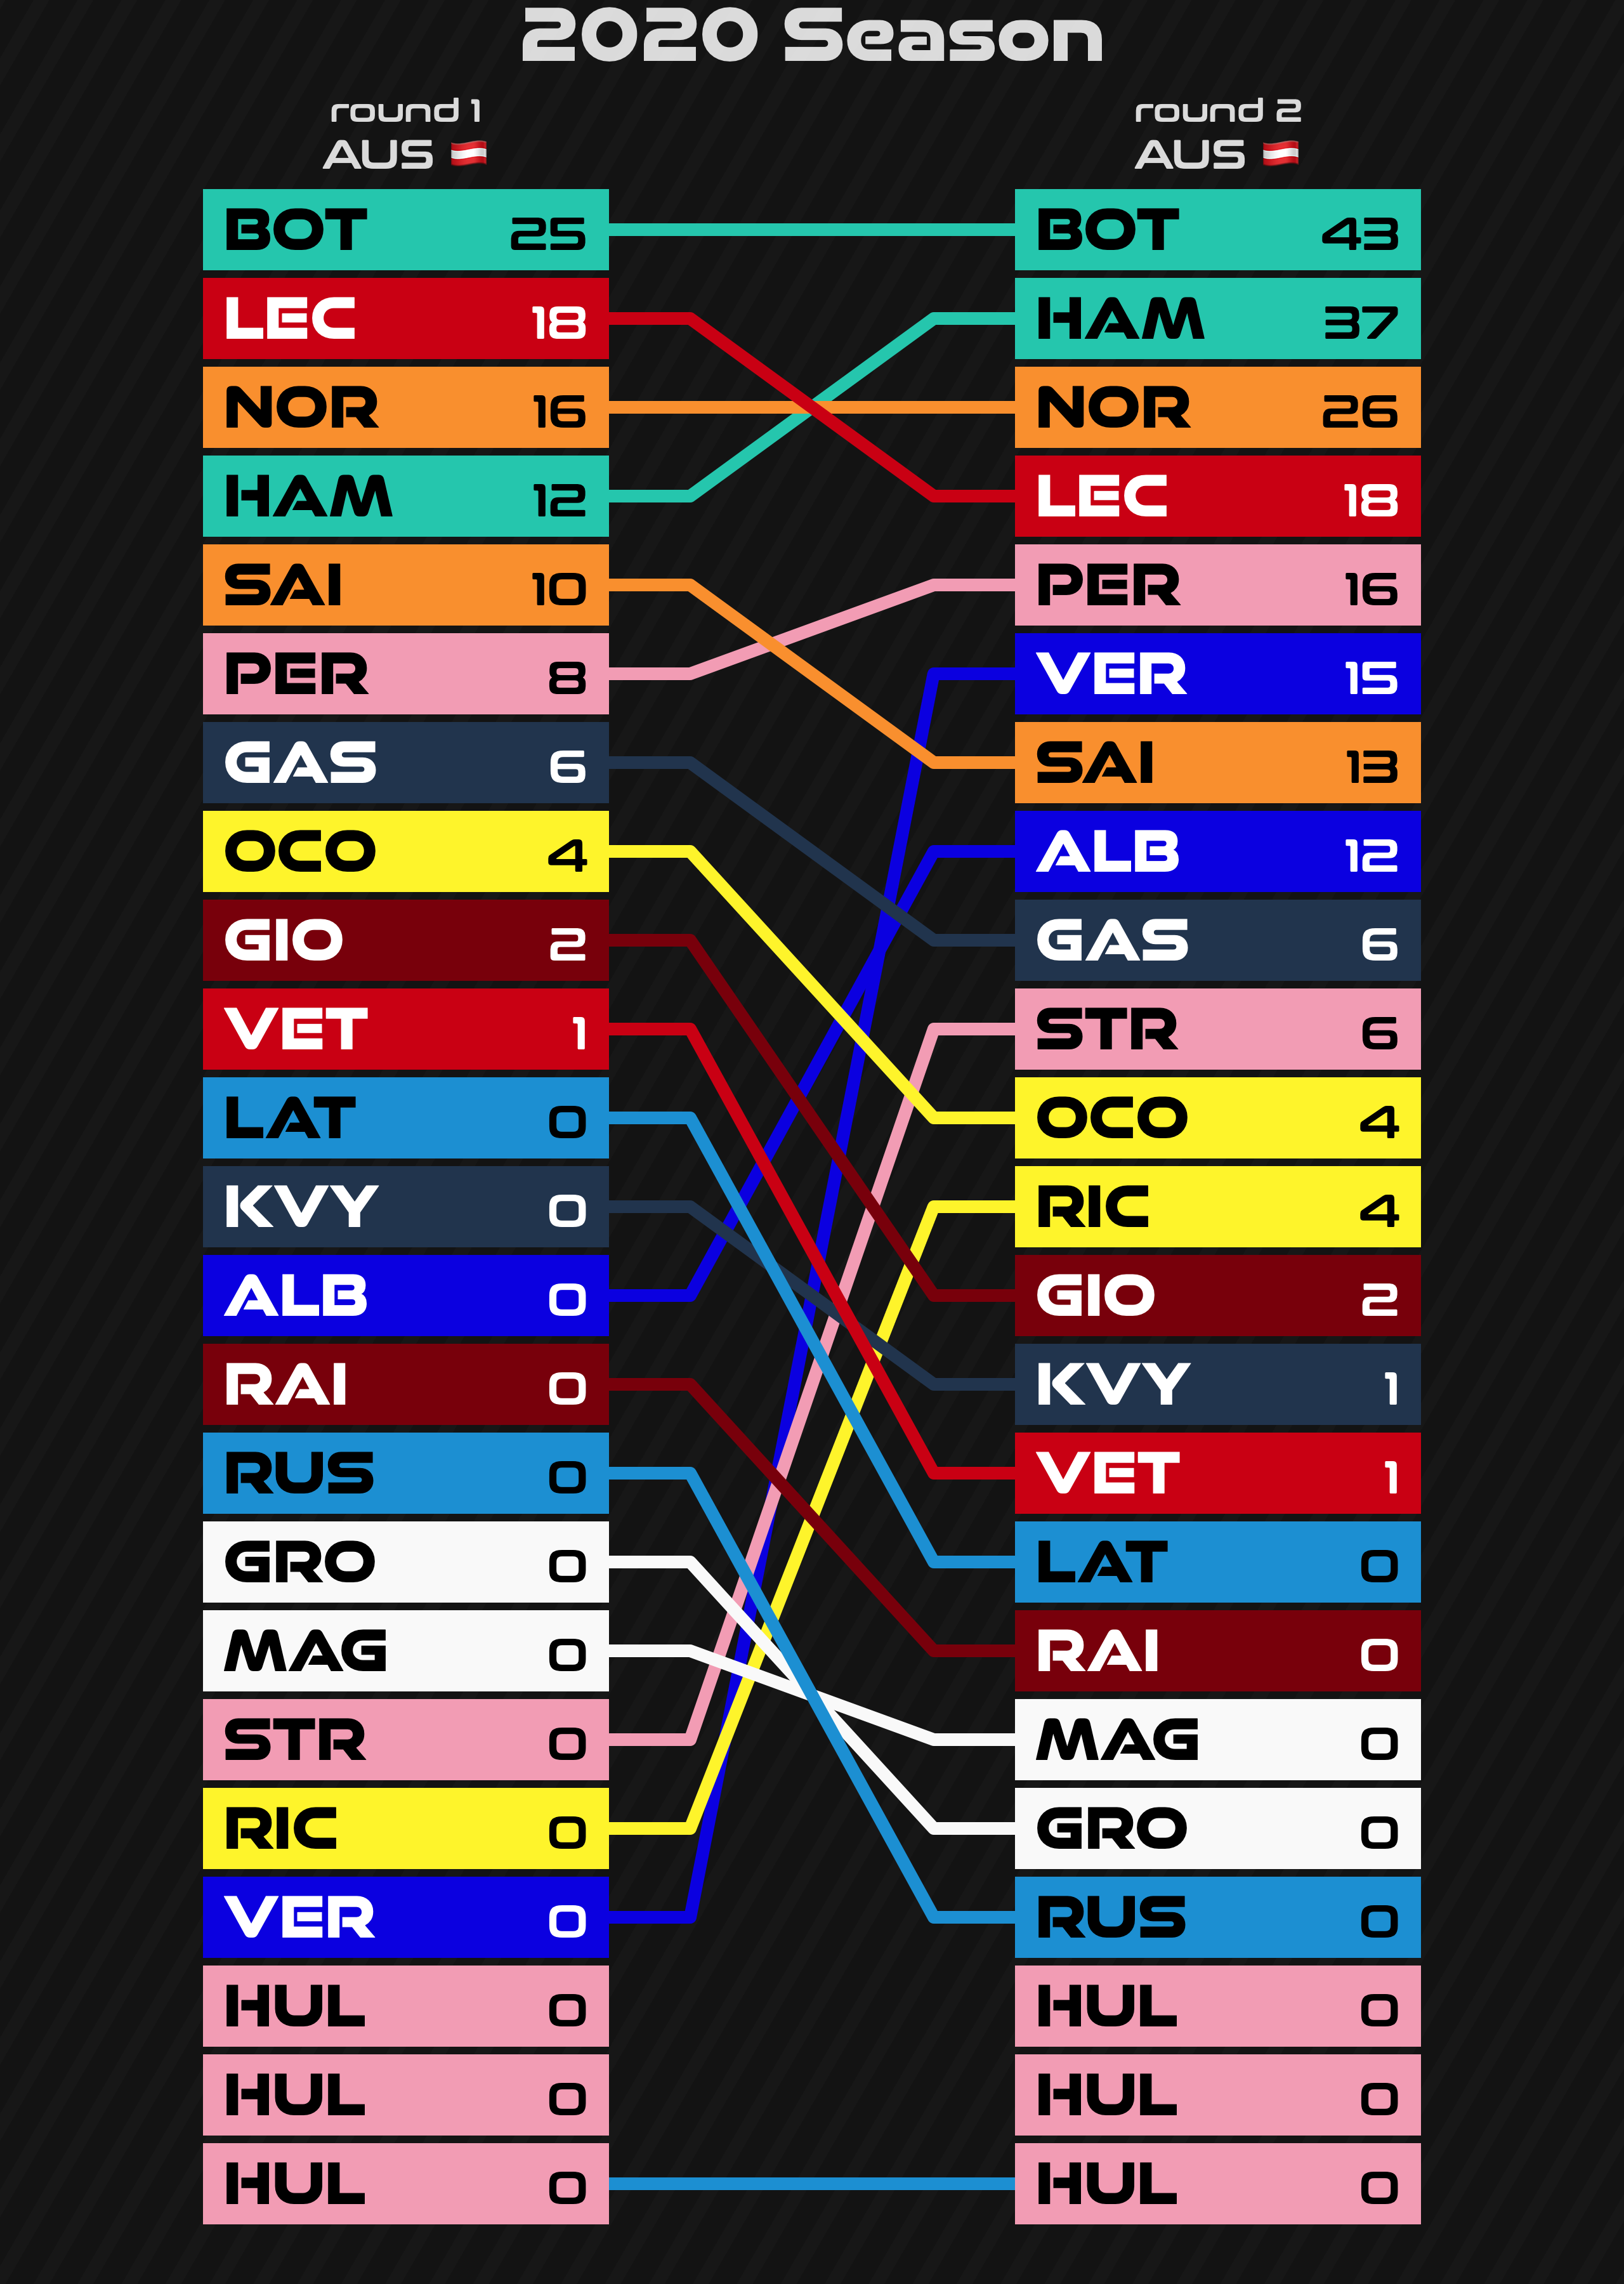 2020 Season
round 1 round 2
AUS AUS
BOT 25 BOT 43
LEC 18 HAM 37
NOR 16 NOR 26
HAM 12 LEC 18
SAI 10 PER 16
PER 8 VER 15
GAS 6 SAI 13
OCO 4 ALB 12
GIO 2 GAS 6
VET 1 STR 6
LAT 0 OCO 4
KVY 0 RIC 4
ALB 0 GIO 2
RAI 0 KVY 1
RUS 0 VET 1
GRO 0 LAT 0
MAG 0 RAI 0
STR 0 MAG 0
RIC 0 GRO 0
VER 0 RUS 0
HUL 0 HUL 0
HUL 0 HUL 0
HUL 0 HUL 0